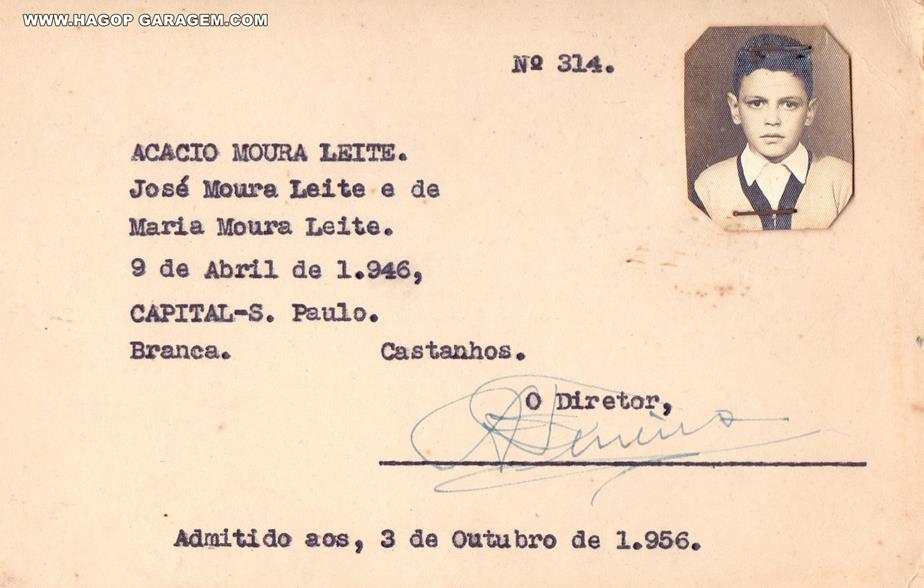 WWW.HAGOP GARAGEM.COM
Nº 314.
ACACIO MOURA LEITE.
José Moura Leite e de
Maria Moura Leite.
9 de Abril de 1.946,
CAPITAL-S. Paulo.
Branca. Castanhos.
O Diretor,
Admitido aos, 3 de Outubro de 1.956.